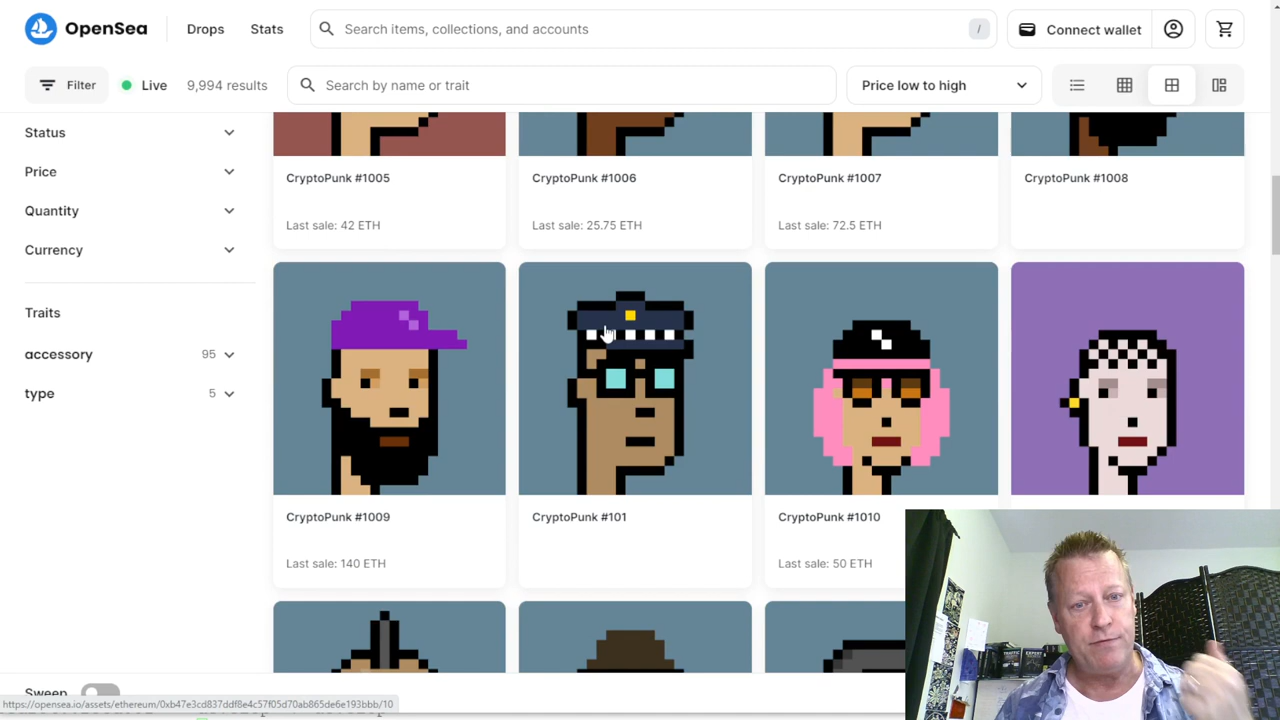 OpenSea
Drops
Stats
Search items, collections, and accounts
/
Connect wallet
Filter
Live
9,994 results
Search by name or trait
Price low to high
Status
Price
Quantity
Currency
Traits
accessory 95
type 5
CryptoPunk #1005
CryptoPunk #1006
CryptoPunk #1007
CryptoPunk #1008
Last sale: 42 ETH
Last sale: 25.75 ETH
Last sale: 72.5 ETH
CryptoPunk #1009
CryptoPunk #101
CryptoPunk #1010
Last sale: 140 ETH
Last sale: 50 ETH
Sweep
https://opensea.io/assets/ethereum/0xb47e3cd837ddf8e4c57f05d70ab865de6e193bbb/10